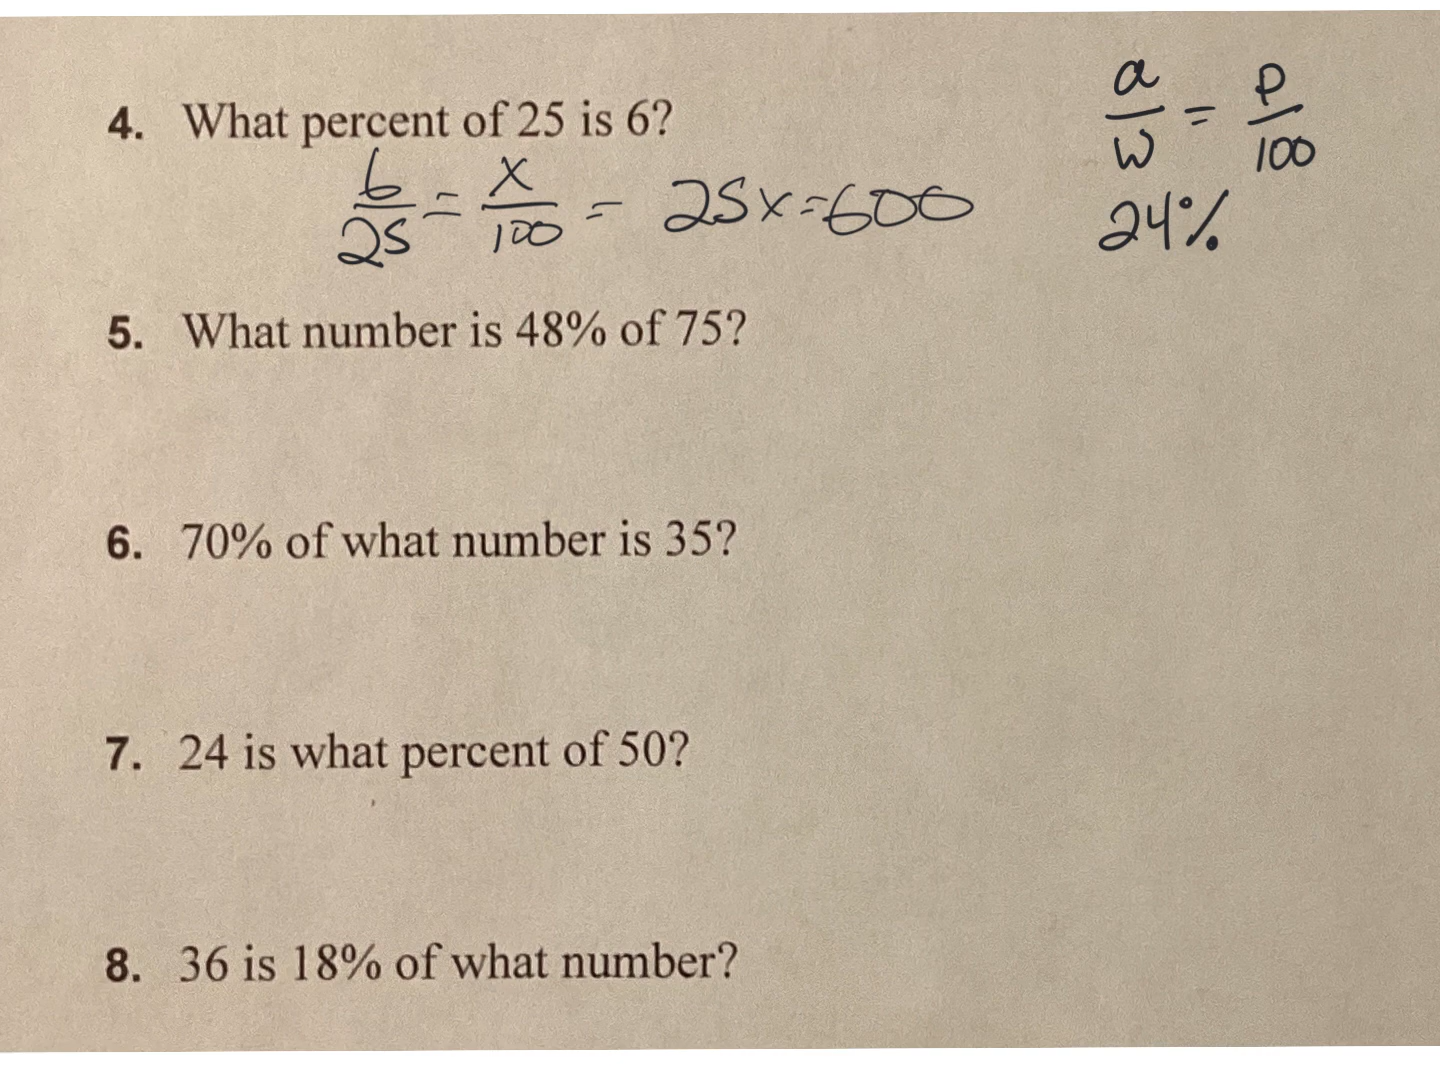 4. What percent of 25 is 6?
a/w = p/100
6/25 = x/100 = 25x=600
24%
5. What number is 48% of 75?
6. 70% of what number is 35?
7. 24 is what percent of 50?
8. 36 is 18% of what number?